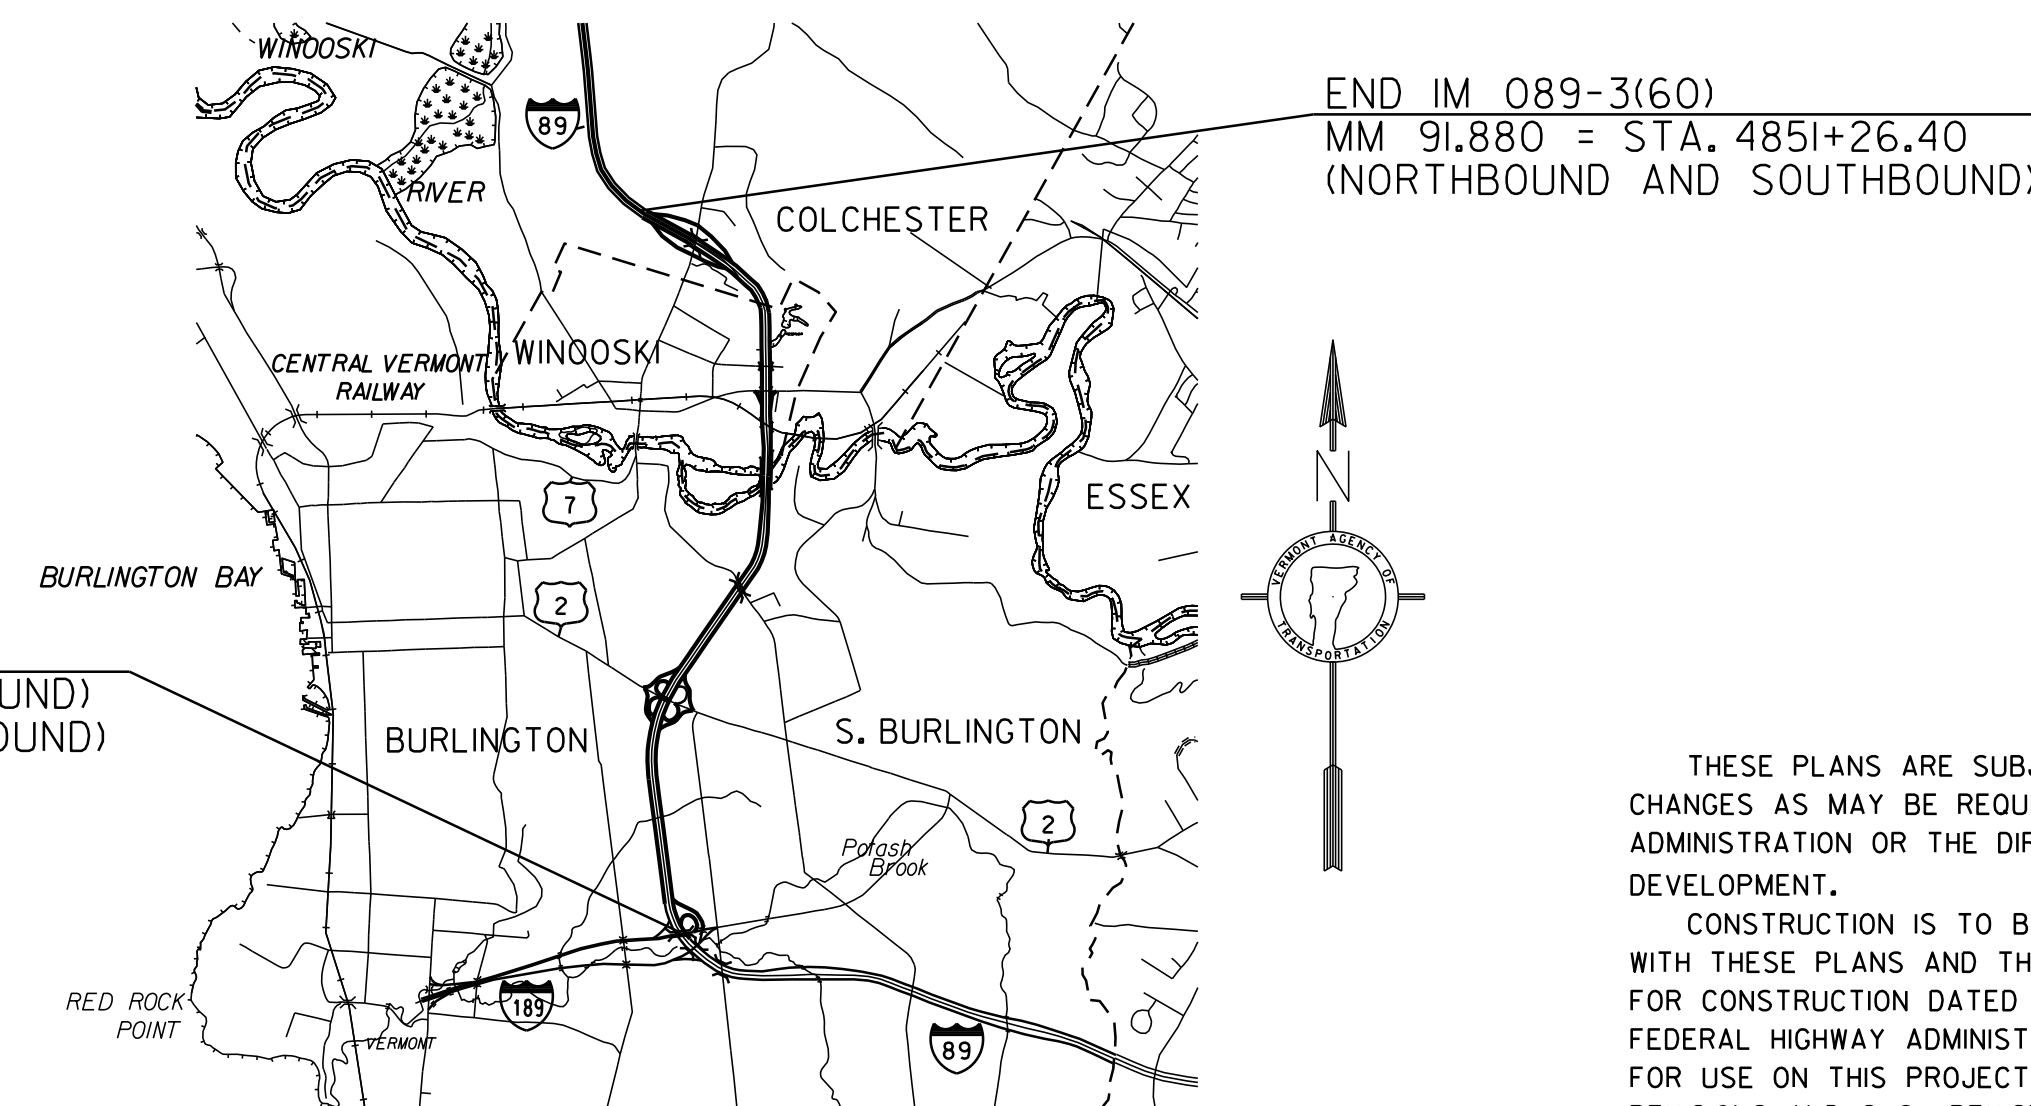 WINOOSKI
RIVER
89
END IM 089-3(60)
MM 91.880 = STA. 4851+26.40
(NORTHBOUND AND SOUTHBOUND)
COLCHESTER
CENTRAL VERMONT
RAILWAY
WINOOSKI
ESSEX
7
2
BURLINGTON BAY
N
VERMONT AGENCY OF
TRANSPORTATION
UND)
OUND)
BURLINGTON
S. BURLINGTON
2
Potash
Brook
RED ROCK
POINT
VERMONT
189
89
THESE PLANS ARE SUBJ
CHANGES AS MAY BE REQU
ADMINISTRATION OR THE DIR
DEVELOPMENT.
CONSTRUCTION IS TO B
WITH THESE PLANS AND TH
FOR CONSTRUCTION DATED
FEDERAL HIGHWAY ADMINIST
FOR USE ON THIS PROJECT